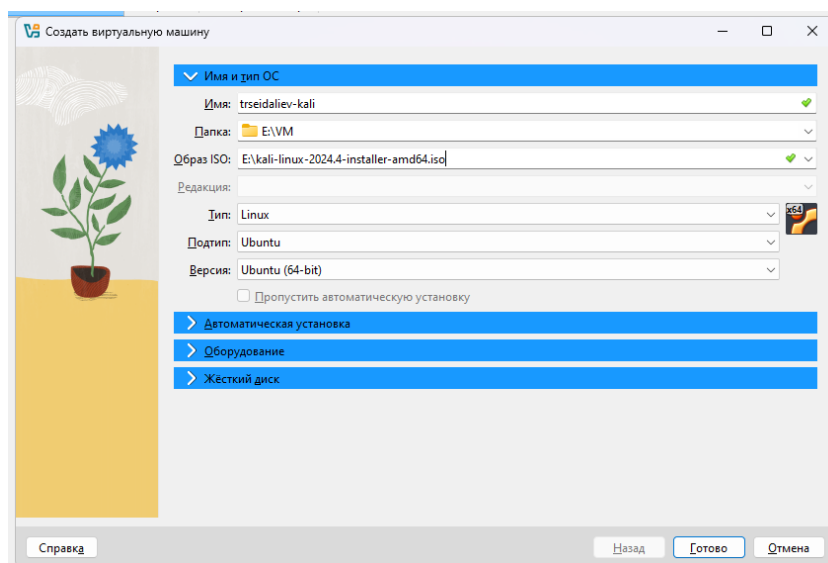 Создать виртуальную машину
Имя и тип ОС
Имя: trseidaliev-kali
Папка: E:\VM
Образ ISO: E:\kali-linux-2024.4-installer-amd64.iso
Редакция:
Тип: Linux
x64
Подтип: Ubuntu
Версия: Ubuntu (64-bit)
Пропустить автоматическую установку
Автоматическая установка
Оборудование
Жёсткий диск
Справка Назад Готово Отмена